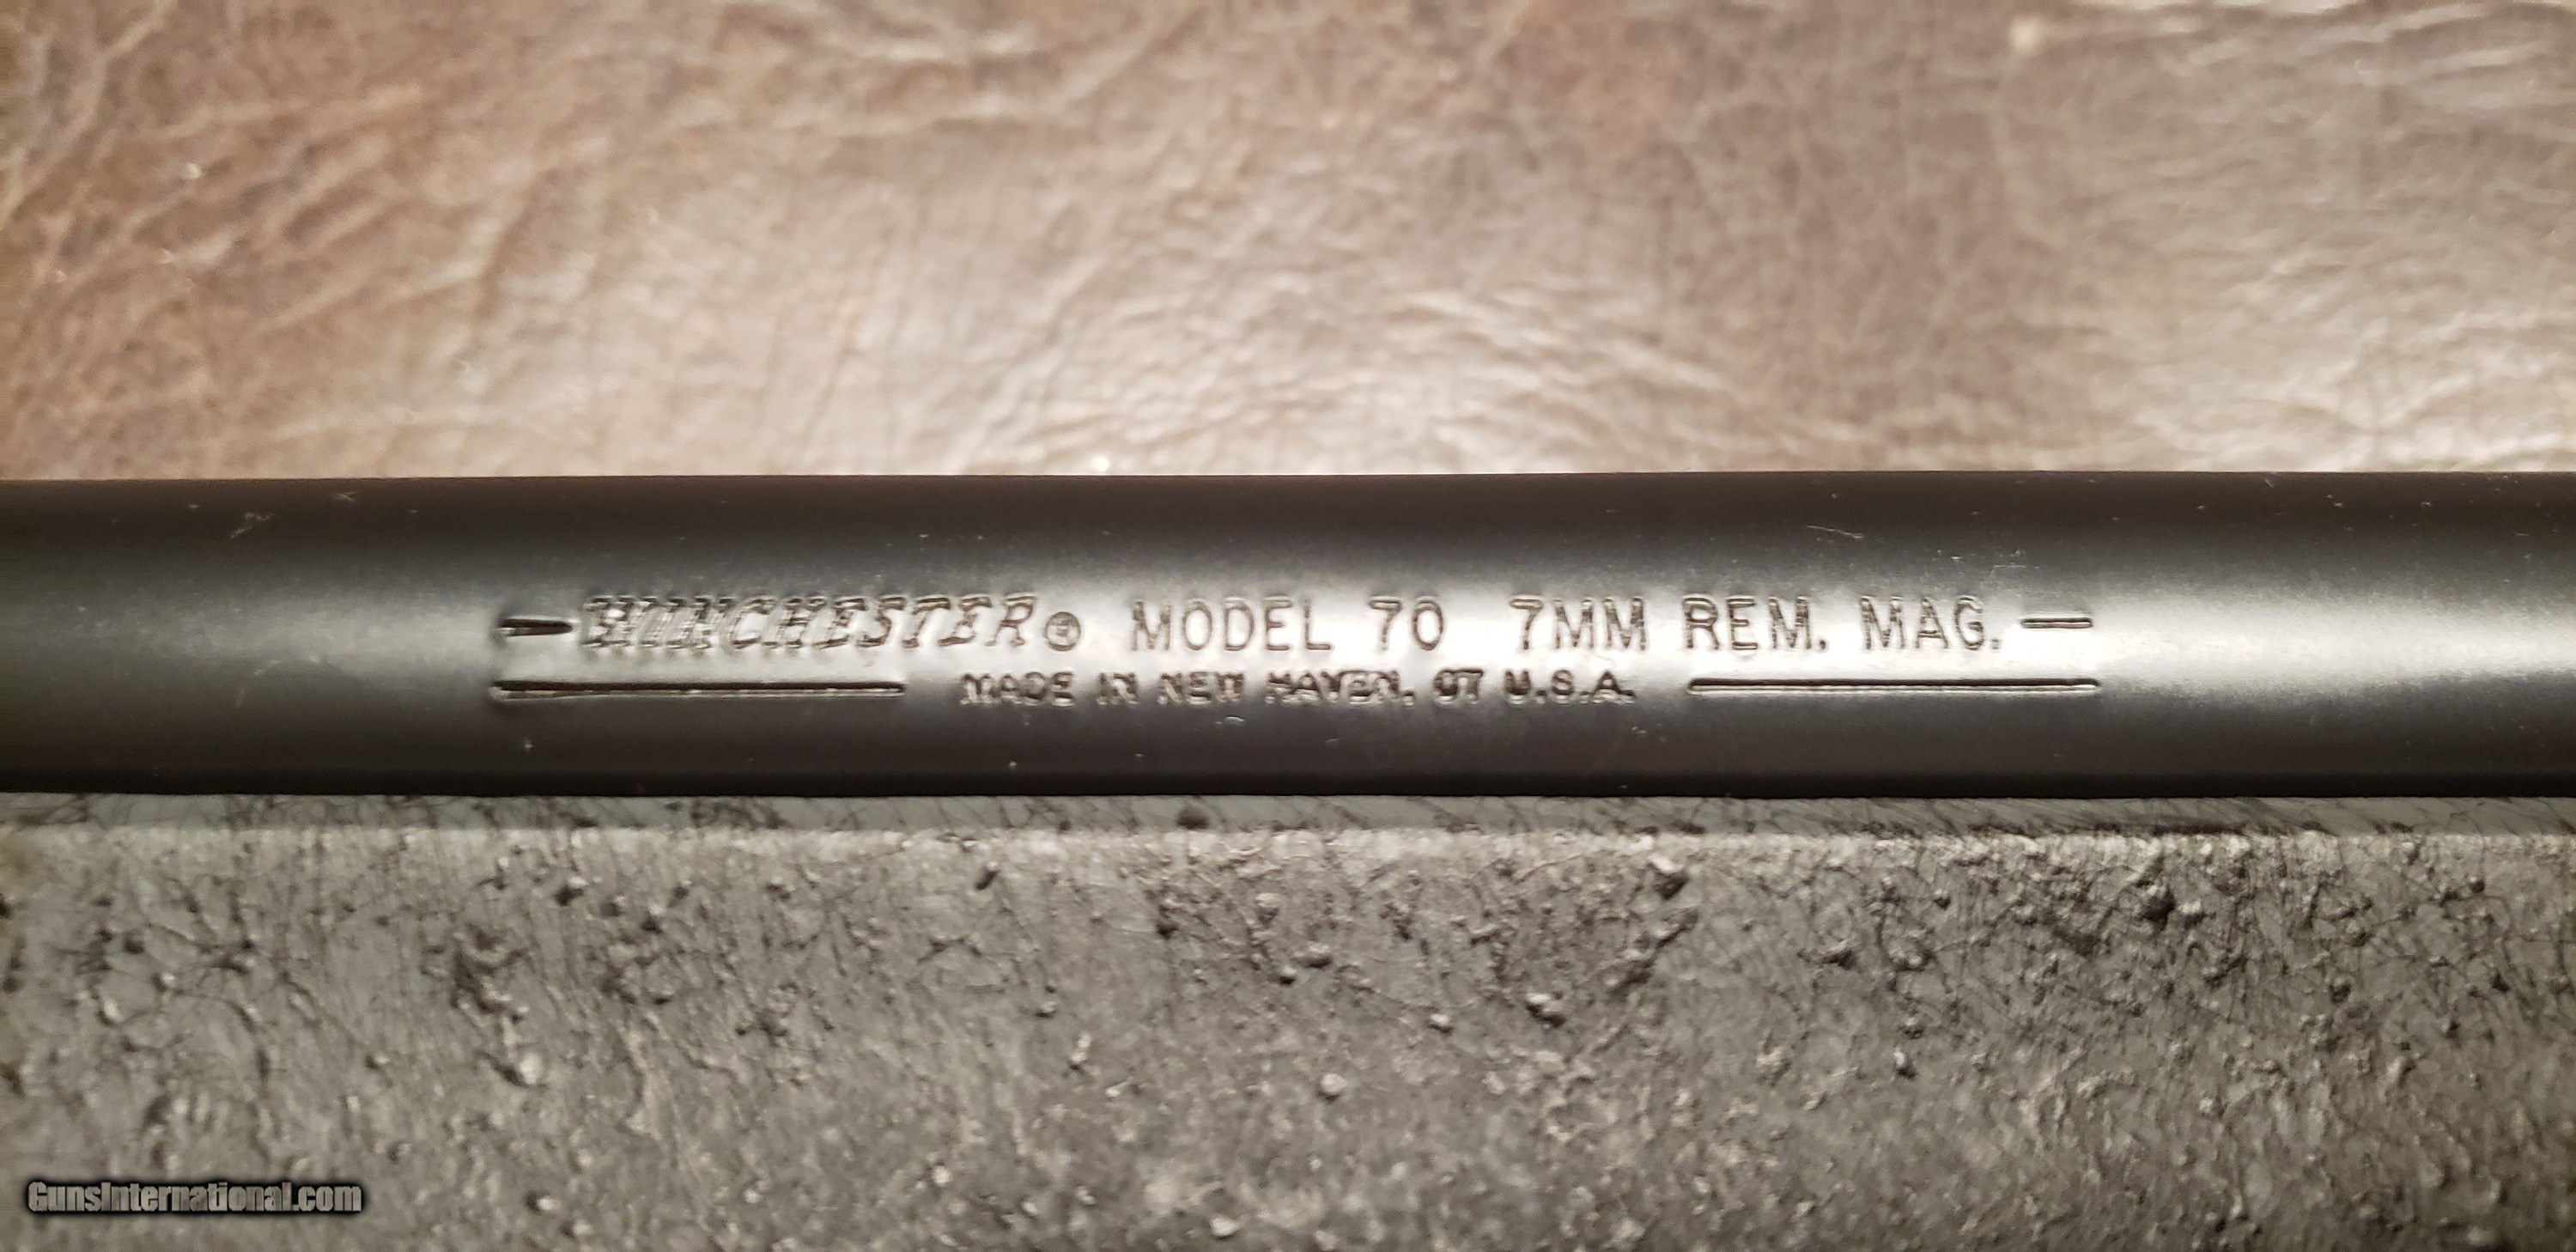 —WINCHESTER® MODEL 70 7MM REM. MAG.—
MADE IN NEW HAVEN, CT U.S.A.
GunsInternational.com